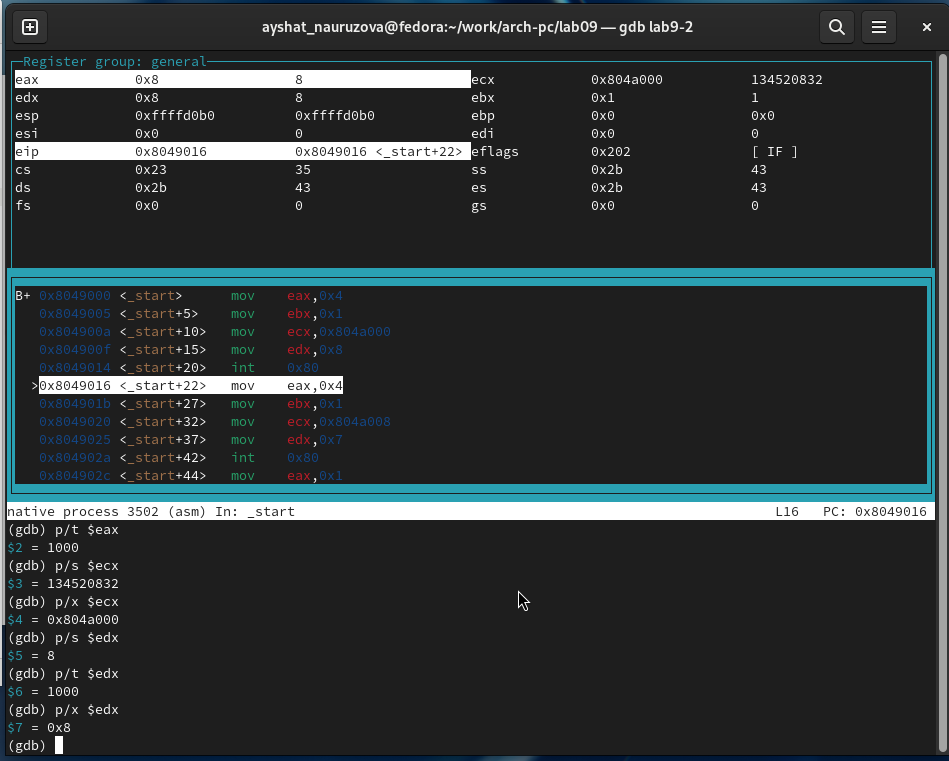 ayshat_nauruzova@fedora:~/work/arch-pc/lab09 — gdb lab9-2
Register group: general
eax 0x8 8 ecx 0x804a000 134520832
edx 0x8 8 ebx 0x1 1
esp 0xffffd0b0 0xffffd0b0 ebp 0x0 0x0
esi 0x0 0 edi 0x0 0
eip 0x8049016 0x8049016 <_start+22> eflags 0x202 [ IF ]
cs 0x23 35 ss 0x2b 43
ds 0x2b 43 es 0x2b 43
fs 0x0 0 gs 0x0 0
B+ 0x8049000 <_start> mov eax,0x4
0x8049005 <_start+5> mov ebx,0x1
0x804900a <_start+10> mov ecx,0x804a000
0x804900f <_start+15> mov edx,0x8
0x8049014 <_start+20> int 0x80
>0x8049016 <_start+22> mov eax,0x4
0x804901b <_start+27> mov ebx,0x1
0x8049020 <_start+32> mov ecx,0x804a008
0x8049025 <_start+37> mov edx,0x7
0x804902a <_start+42> int 0x80
0x804902c <_start+44> mov eax,0x1
native process 3502 (asm) In: _start L16 PC: 0x8049016
(gdb) p/t $eax
$2 = 1000
(gdb) p/s $ecx
$3 = 134520832
(gdb) p/x $ecx
$4 = 0x804a000
(gdb) p/s $edx
$5 = 8
(gdb) p/t $edx
$6 = 1000
(gdb) p/x $edx
$7 = 0x8
(gdb)